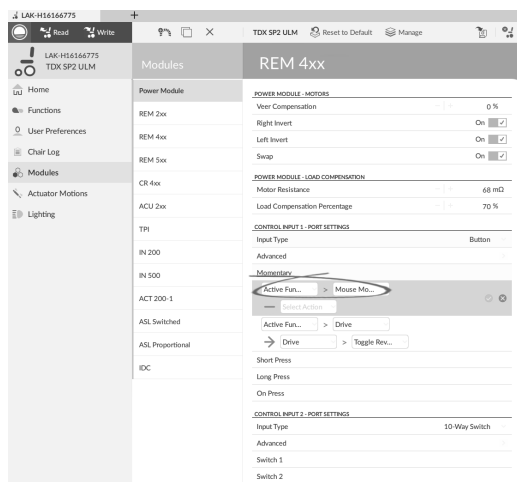 LAK-H16166775 +
Read Write TDX SP2 ULM Reset to Default Manage
LAK-H16166775
TDX SP2 ULM
Home
Functions
User Preferences
Chair Log
Modules
Actuator Motions
Lighting
Modules
Power Module
REM 2xx
REM 4xx
REM 5xx
CR 4xx
ACU 2xx
TPI
IN 200
IN 500
ACT 200-1
ASL Switched
ASL Proportional
IDC
REM 4xx
POWER MODULE - MOTORS
Veer Compensation - + 0 %
Right Invert On
Left Invert On
Swap On
POWER MODULE - LOAD COMPENSATION
Motor Resistance - + 68 mΩ
Load Compensation Percentage - + 70 %
CONTROL INPUT 1 - PORT SETTINGS
Input Type Button
Advanced
Momentary
Active Fun... > Mouse Mo...
Select Action
Active Fun... > Drive
Drive > Toggle Rev...
Short Press
Long Press
On Press
CONTROL INPUT 2 - PORT SETTINGS
Input Type 10-Way Switch
Advanced
Switch 1
Switch 2